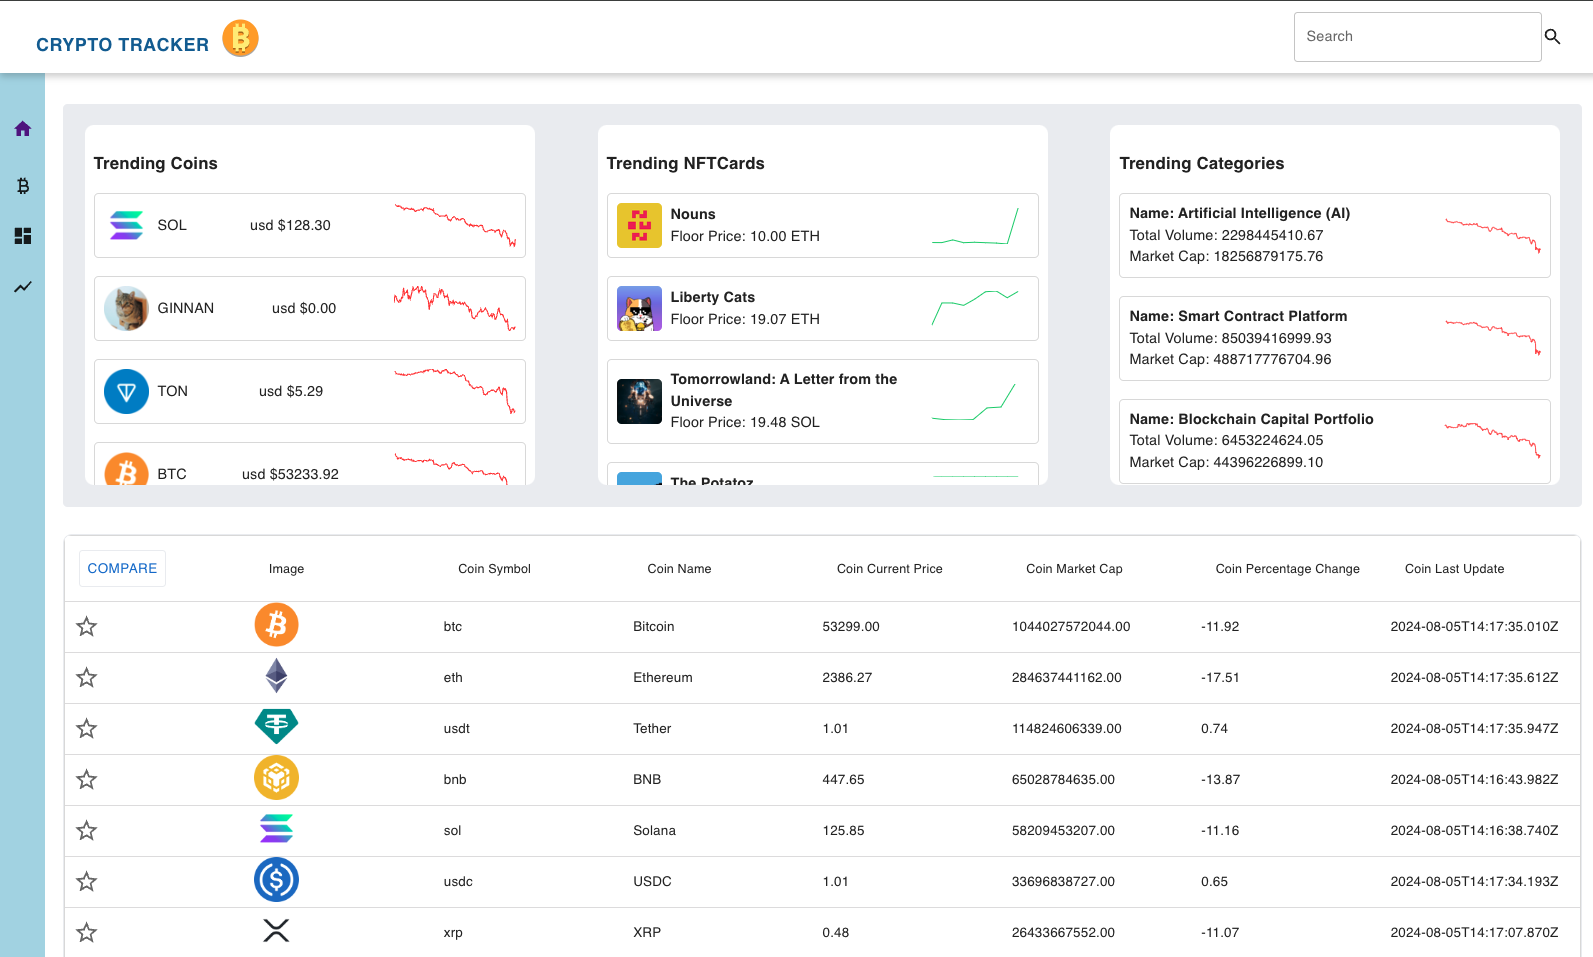 CRYPTO TRACKER
Search
Trending Coins
SOL usd $128.30
GINNAN usd $0.00
TON usd $5.29
BTC usd $53233.92
Trending NFTCards
Nouns
Floor Price: 10.00 ETH
Liberty Cats
Floor Price: 19.07 ETH
Tomorrowland: A Letter from the
Universe
Floor Price: 19.48 SOL
The Potatoz
Trending Categories
Name: Artificial Intelligence (AI)
Total Volume: 2298445410.67
Market Cap: 18256879175.76
Name: Smart Contract Platform
Total Volume: 85039416999.93
Market Cap: 488717776704.96
Name: Blockchain Capital Portfolio
Total Volume: 6453224624.05
Market Cap: 44396226899.10
COMPARE Image Coin Symbol Coin Name Coin Current Price Coin Market Cap Coin Percentage Change Coin Last Update
btc Bitcoin 53299.00 1044027572044.00 -11.92 2024-08-05T14:17:35.010Z
eth Ethereum 2386.27 284637441162.00 -17.51 2024-08-05T14:17:35.612Z
usdt Tether 1.01 114824606339.00 0.74 2024-08-05T14:17:35.947Z
bnb BNB 447.65 65028784635.00 -13.87 2024-08-05T14:16:43.982Z
sol Solana 125.85 58209453207.00 -11.16 2024-08-05T14:16:38.740Z
usdc USDC 1.01 33696838727.00 0.65 2024-08-05T14:17:34.193Z
xrp XRP 0.48 26433667552.00 -11.07 2024-08-05T14:17:07.870Z